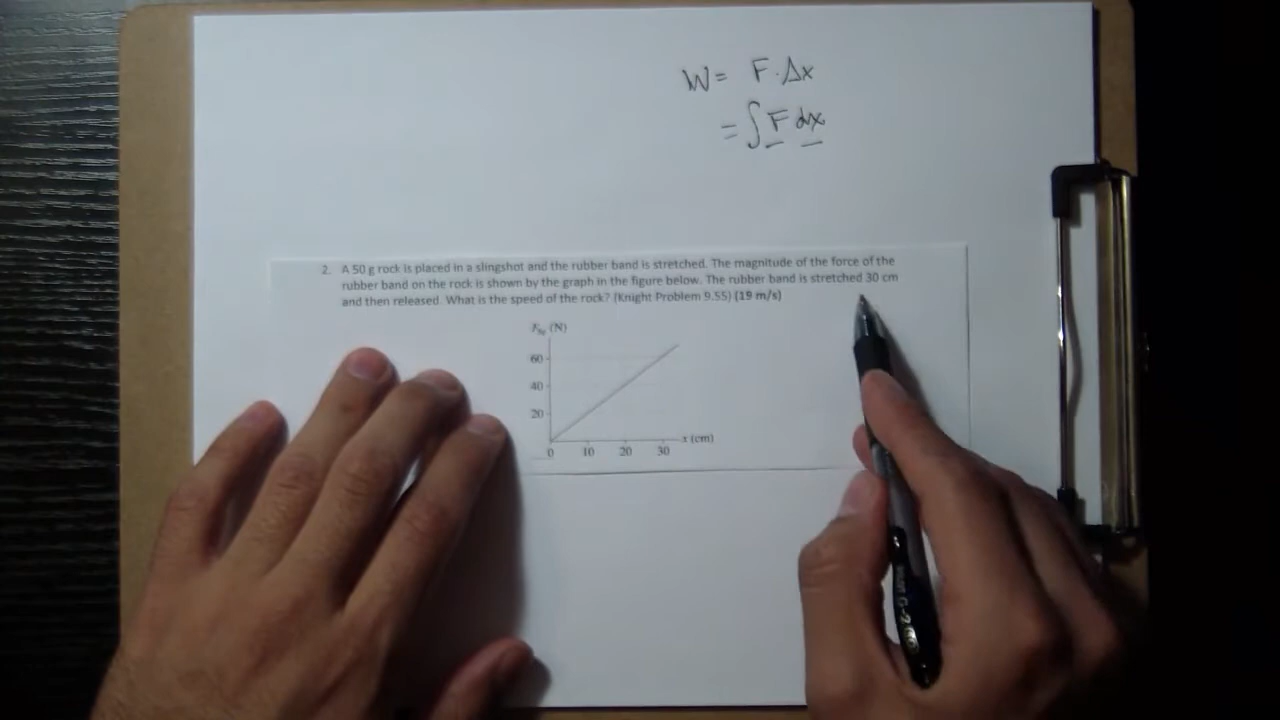 W = F · Δx
= ∫ F dx
2. A 50 g rock is placed in a slingshot and the rubber band is stretched. The magnitude of the force of the
rubber band on the rock is shown by the graph in the figure below. The rubber band is stretched 30 cm
and then released. What is the speed of the rock? (Knight Problem 9.55) (19 m/s)
(N)
60
40
20
0 10 20 30 x (cm)
G-2